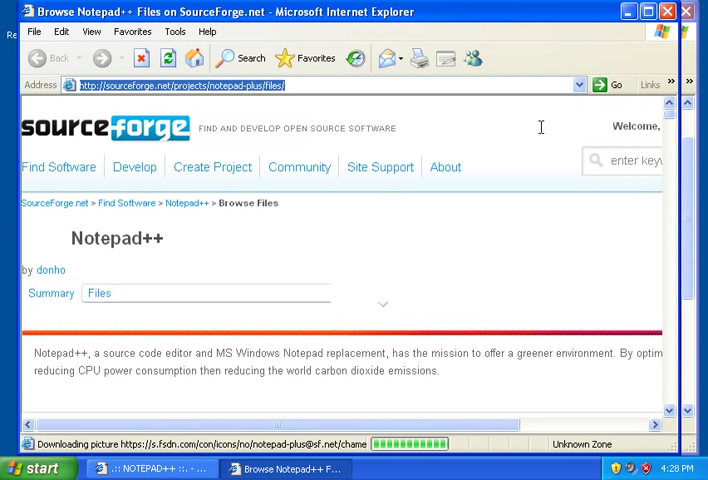 Browse Notepad++ Files on SourceForge.net - Microsoft Internet Explorer
File Edit View Favorites Tools Help
Back Search Favorites
Address http://sourceforge.net/projects/notepad-plus/files/ Go Links
sourceforge FIND AND DEVELOP OPEN SOURCE SOFTWARE Welcome,
Find Software Develop Create Project Community Site Support About enter key
SourceForge.net > Find Software > Notepad++ > Browse Files
Notepad++
by donho
Summary Files
Notepad++, a source code editor and MS Windows Notepad replacement, has the mission to offer a greener environment. By optim
reducing CPU power consumption then reducing the world carbon dioxide emissions.
Downloading picture https://s.fsdn.com/con/icons/no/notepad-plus@sf.net/chame Unknown Zone
start .:: NOTEPAD++ ::. - ... Browse Notepad++ F... 4:28 PM